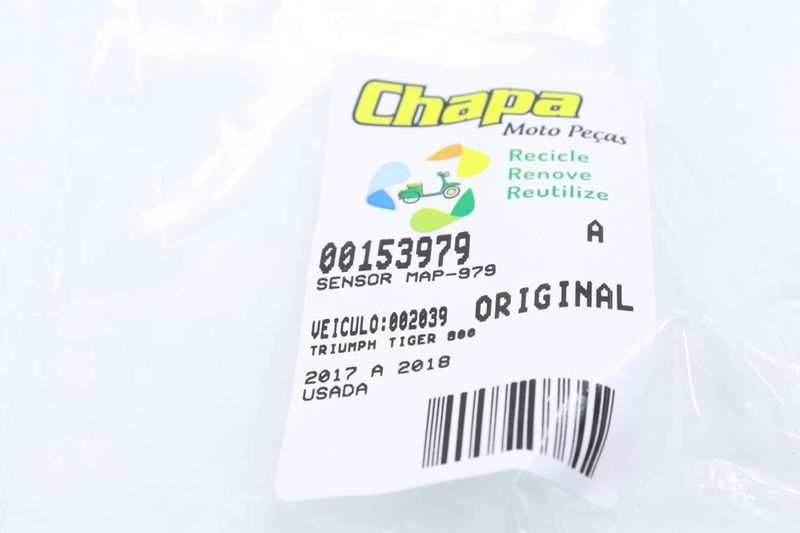 Chapa
Moto Peças
Recicle
Renove
Reutilize
A
00153979
SENSOR MAP-979
ORIGINAL
VEICULO:002039
TRIUMPH TIGER 800
2017 A 2018
USADA